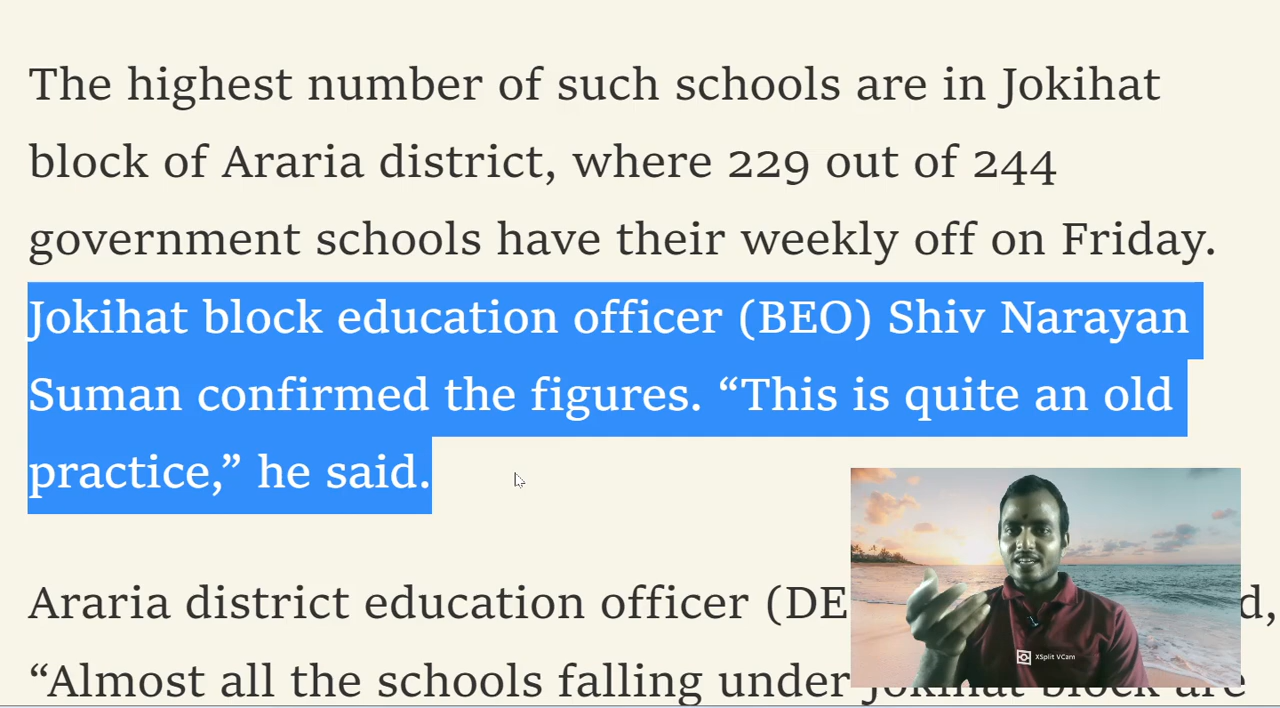 The highest number of such schools are in Jokihat
block of Araria district, where 229 out of 244
government schools have their weekly off on Friday.
Jokihat block education officer (BEO) Shiv Narayan
Suman confirmed the figures. “This is quite an old
practice,” he said.
Araria district education officer (DE
“Almost all the schools falling under Jokihat block are
XSplit VCam